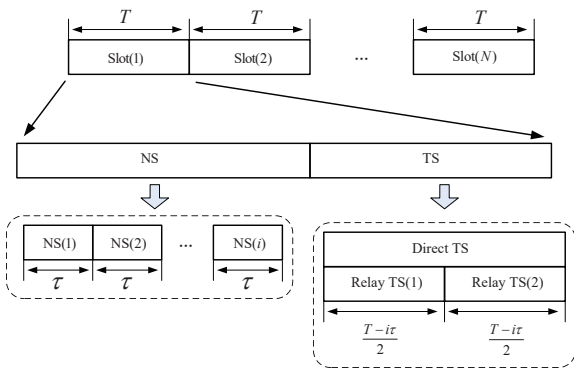 T T T
Slot(1) Slot(2) ... Slot(N)
NS TS
NS(1) NS(2) ... NS(i)
τ τ τ
Direct TS
Relay TS(1) Relay TS(2)
T−iτ/2 T−iτ/2